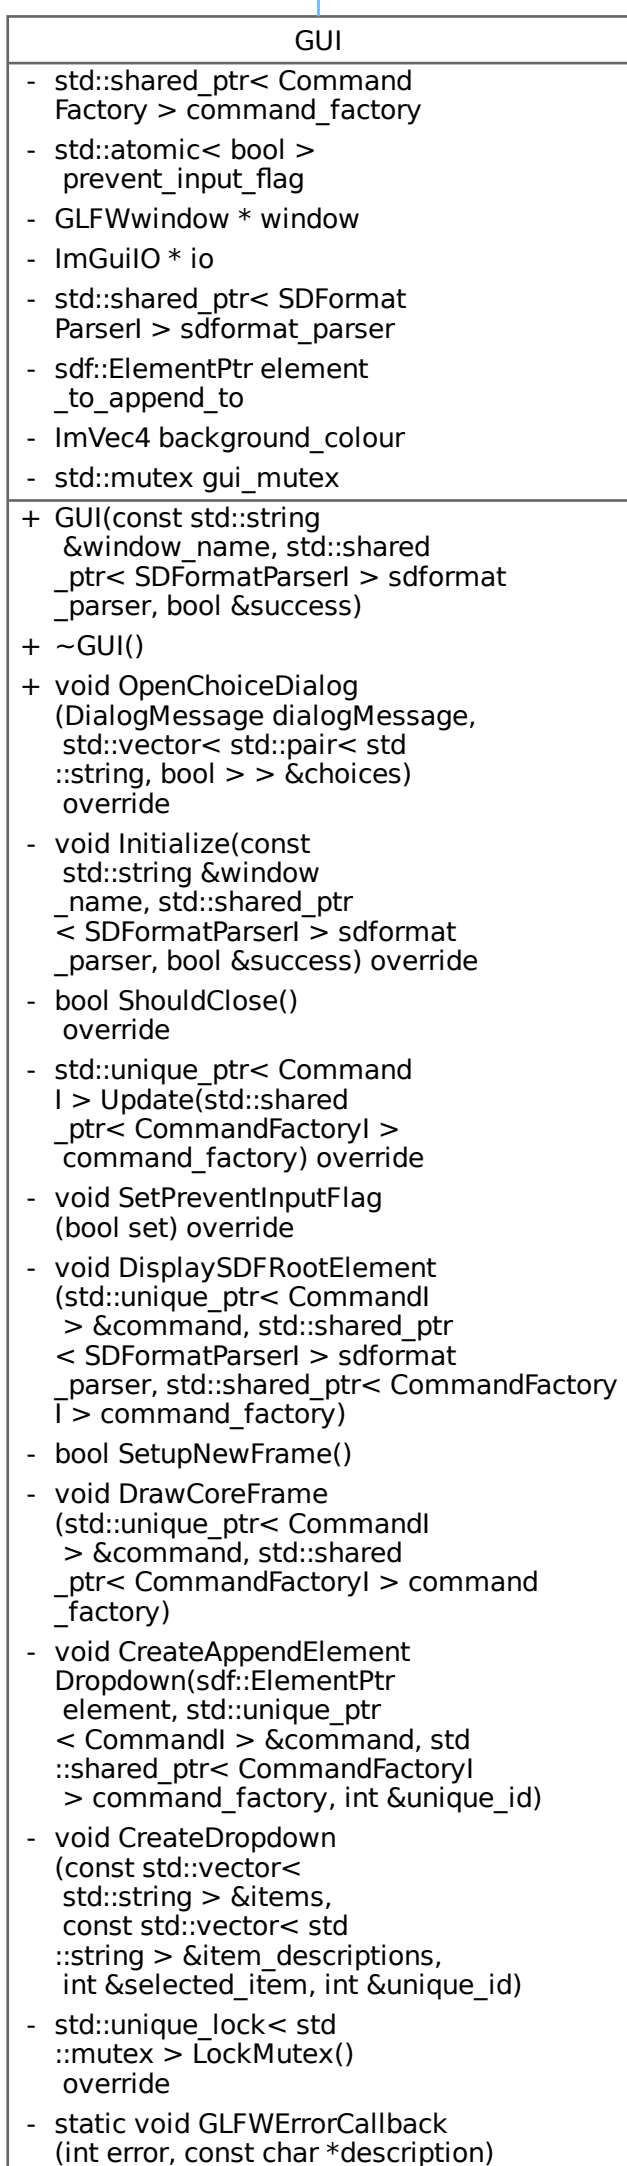 GUI
- std::shared_ptr< Command
Factory > command_factory
- std::atomic< bool >
prevent_input_flag
- GLFWwindow * window
- ImGuiIO * io
- std::shared_ptr< SDFormat
ParserI > sdformat_parser
- sdf::ElementPtr element
_to_append_to
- ImVec4 background_colour
- std::mutex gui_mutex
+ GUI(const std::string
&window_name, std::shared
_ptr< SDFormatParserI > sdformat
_parser, bool &success)
+ ~GUI()
+ void OpenChoiceDialog
(DialogMessage dialogMessage,
std::vector< std::pair< std
::string, bool > > &choices)
override
- void Initialize(const
std::string &window
_name, std::shared_ptr
< SDFormatParserI > sdformat
_parser, bool &success) override
- bool ShouldClose()
override
- std::unique_ptr< Command
I > Update(std::shared
_ptr< CommandFactoryI >
command_factory) override
- void SetPreventInputFlag
(bool set) override
- void DisplaySDFRootElement
(std::unique_ptr< CommandI
> &command, std::shared_ptr
< SDFormatParserI > sdformat
_parser, std::shared_ptr< CommandFactory
I > command_factory)
- bool SetupNewFrame()
- void DrawCoreFrame
(std::unique_ptr< CommandI
> &command, std::shared
_ptr< CommandFactoryI > command
_factory)
- void CreateAppendElement
Dropdown(sdf::ElementPtr
element, std::unique_ptr
< CommandI > &command, std
::shared_ptr< CommandFactoryI
> command_factory, int &unique_id)
- void CreateDropdown
(const std::vector<
std::string > &items,
const std::vector< std
::string > &item_descriptions,
int &selected_item, int &unique_id)
- std::unique_lock< std
::mutex > LockMutex()
override
- static void GLFWErrorCallback
(int error, const char *description)